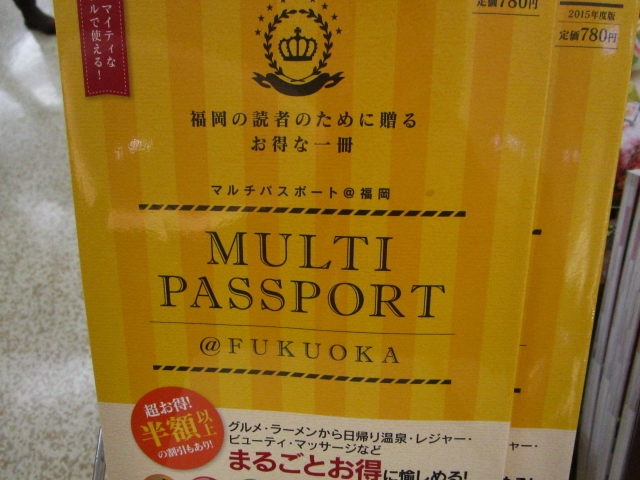 マイティな
ルで使える!
定価780円
2015年度版
定価780円
福岡の読者のために贈る
お得な一冊
マルチパスポート@福岡
MULTI
PASSPORT
@FUKUOKA
超お得!
半額以上
の割引もあり!
グルメ・ラーメンから日帰り温泉・レジャー・
ビューティ・マッサージなど
まるごとお得に愉しめる!
ャー・